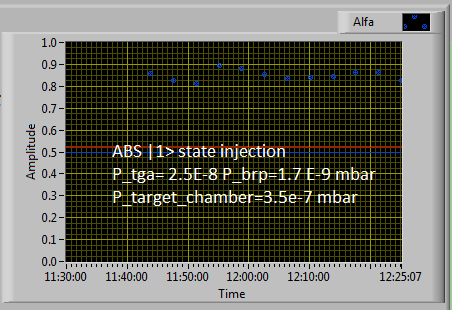 Alfa
1.0
0.9
0.8
0.7
0.6
0.5
0.4
0.3
0.2
0.1
0.0
Amplitude
ABS |1> state injection
P_tga= 2.5E-8 P_brp=1.7 E-9 mbar
P_target_chamber=3.5e-7 mbar
11:30:00 11:40:00 11:50:00 12:00:00 12:10:00 12:25:07
Time